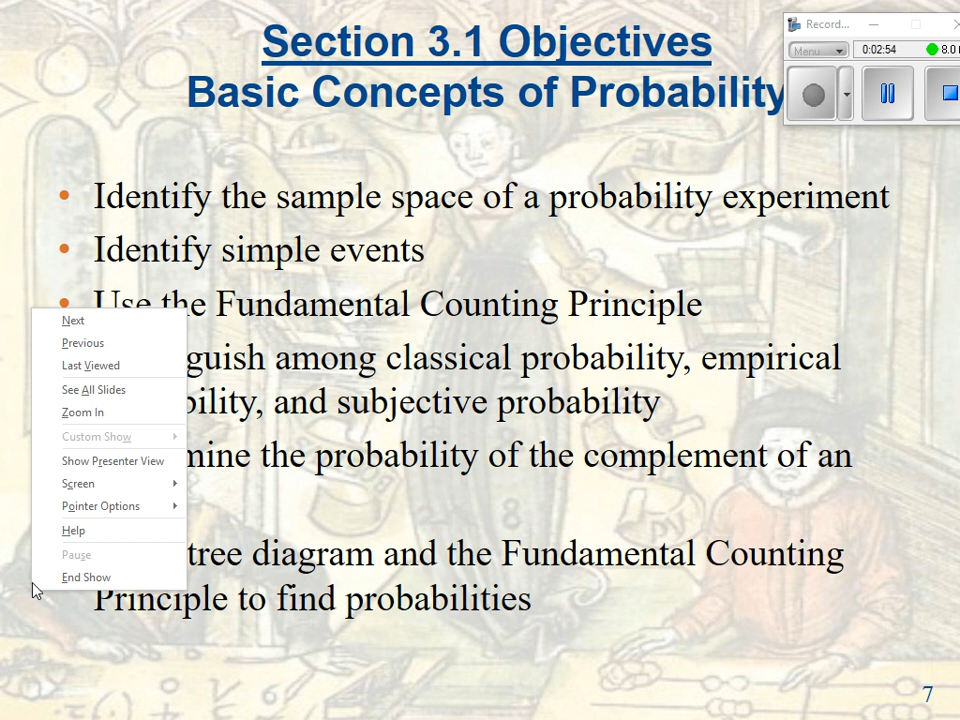 Section 3.1 Objectives
Basic Concepts of Probability
Record...
Menu
0:02:54
8.0
• Identify the sample space of a probability experiment
• Identify simple events
• Use the Fundamental Counting Principle
guish among classical probability, empirical
bility, and subjective probability
mine the probability of the complement of an
tree diagram and the Fundamental Counting
Principle to find probabilities
Next
Previous
Last Viewed
See All Slides
Zoom In
Custom Show
Show Presenter View
Screen
Pointer Options
Help
Pause
End Show
7